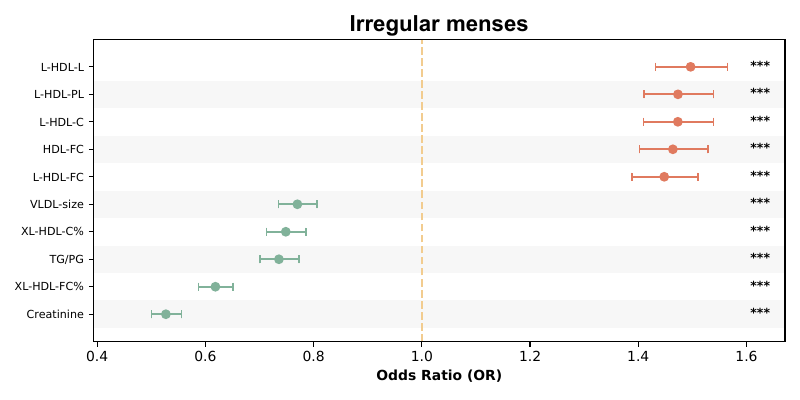 Irregular menses
L-HDL-L ***
L-HDL-PL ***
L-HDL-C ***
HDL-FC ***
L-HDL-FC ***
VLDL-size ***
XL-HDL-C% ***
TG/PG ***
XL-HDL-FC% ***
Creatinine ***
0.4 0.6 0.8 1.0 1.2 1.4 1.6
Odds Ratio (OR)